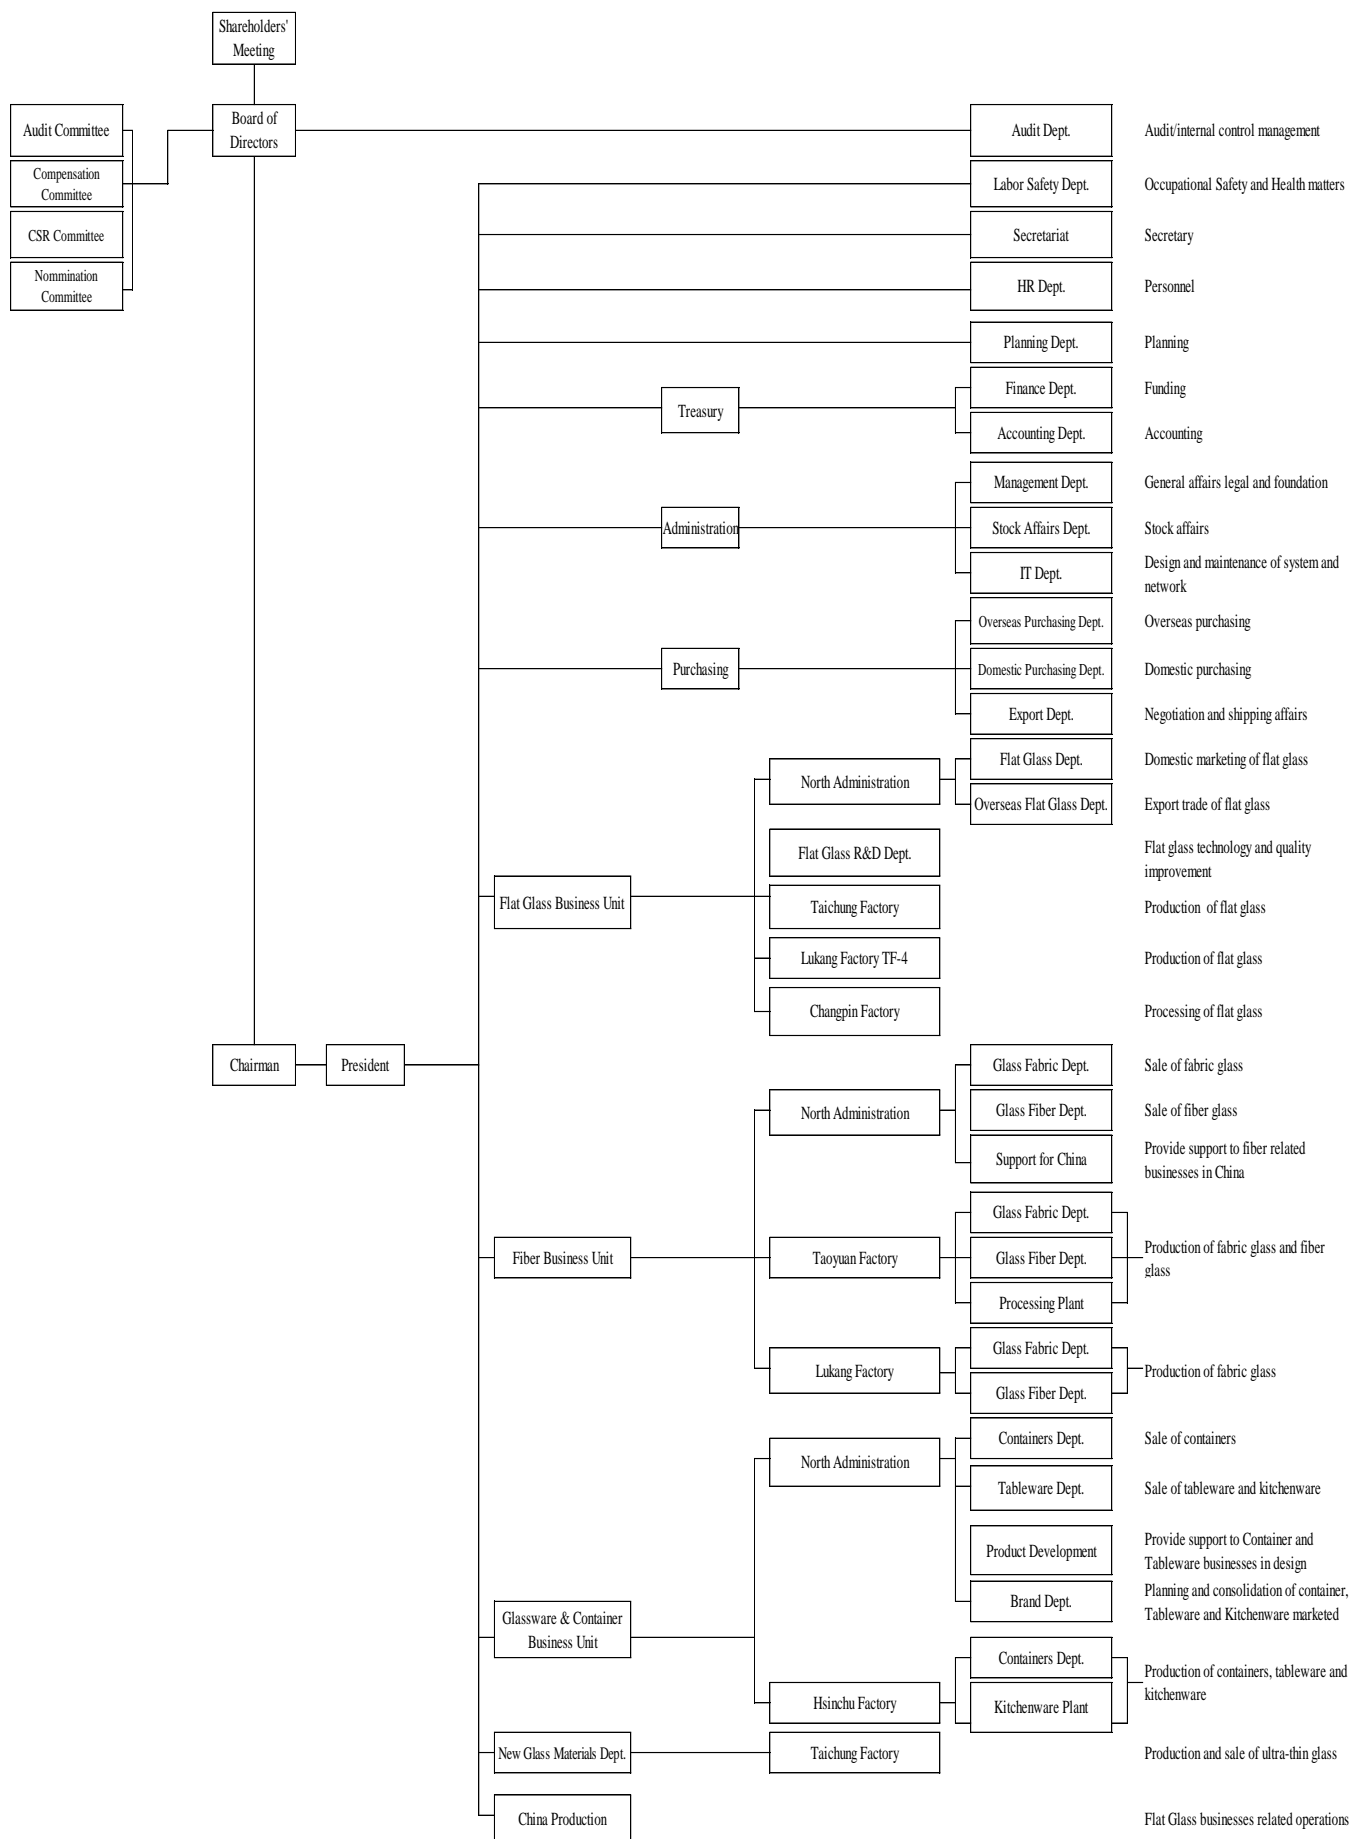 Shareholders'
Meeting
Audit Committee
Board of
Directors
Audit Dept.
Audit/internal control management
Compensation
Committee
Labor Safety Dept.
Occupational Safety and Health matters
CSR Committee
Secretariat
Secretary
Nommination
Committee
HR Dept.
Personnel
Planning Dept.
Planning
Treasury
Finance Dept.
Funding
Accounting Dept.
Accounting
Administration
Management Dept.
General affairs legal and foundation
Stock Affairs Dept.
Stock affairs
IT Dept.
Design and maintenance of system and
network
Purchasing
Overseas Purchasing Dept.
Overseas purchasing
Domestic Purchasing Dept.
Domestic purchasing
Export Dept.
Negotiation and shipping affairs
Flat Glass Business Unit
North Administration
Flat Glass Dept.
Domestic marketing of flat glass
Overseas Flat Glass Dept.
Export trade of flat glass
Flat Glass R&D Dept.
Flat glass technology and quality
improvement
Taichung Factory
Production  of flat glass
Lukang Factory TF-4
Production of flat glass
Changpin Factory
Processing of flat glass
Chairman
President
Fiber Business Unit
North Administration
Glass Fabric Dept.
Sale of fabric glass
Glass Fiber Dept.
Sale of fiber glass
Support for China
Provide support to fiber related
businesses in China
Taoyuan Factory
Glass Fabric Dept.
Glass Fiber Dept.
Processing Plant
Production of fabric glass and fiber
glass
Lukang Factory
Glass Fabric Dept.
Glass Fiber Dept.
Production of fabric glass
Glassware & Container
Business Unit
North Administration
Containers Dept.
Sale of containers
Tableware Dept.
Sale of tableware and kitchenware
Product Development
Provide support to Container and
Tableware businesses in design
Brand Dept.
Planning and consolidation of container,
Tableware and Kitchenware marketed
Hsinchu Factory
Containers Dept.
Kitchenware Plant
Production of containers, tableware and
kitchenware
New Glass Materials Dept.
Taichung Factory
Production and sale of ultra-thin glass
China Production
Flat Glass businesses related operations